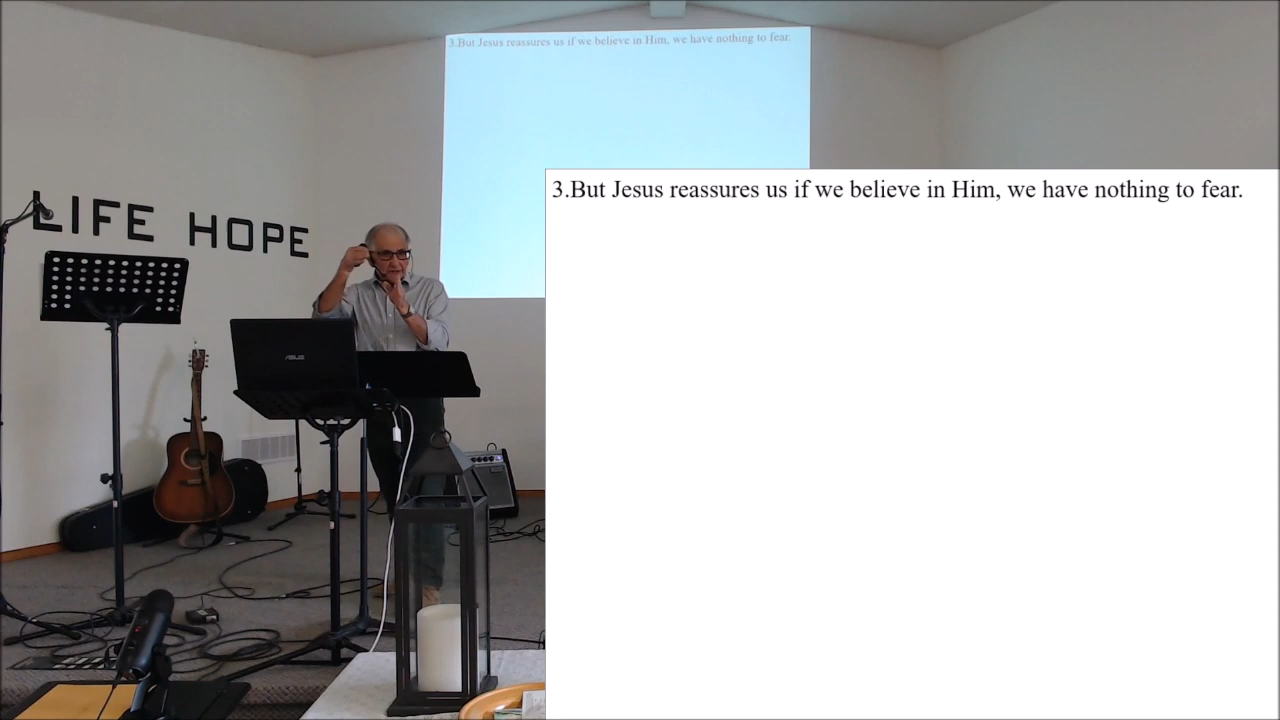 3.But Jesus reassures us if we believe in Him, we have nothing to fear.
3.But Jesus reassures us if we believe in Him, we have nothing to fear.
LIFE HOPE
ASUS